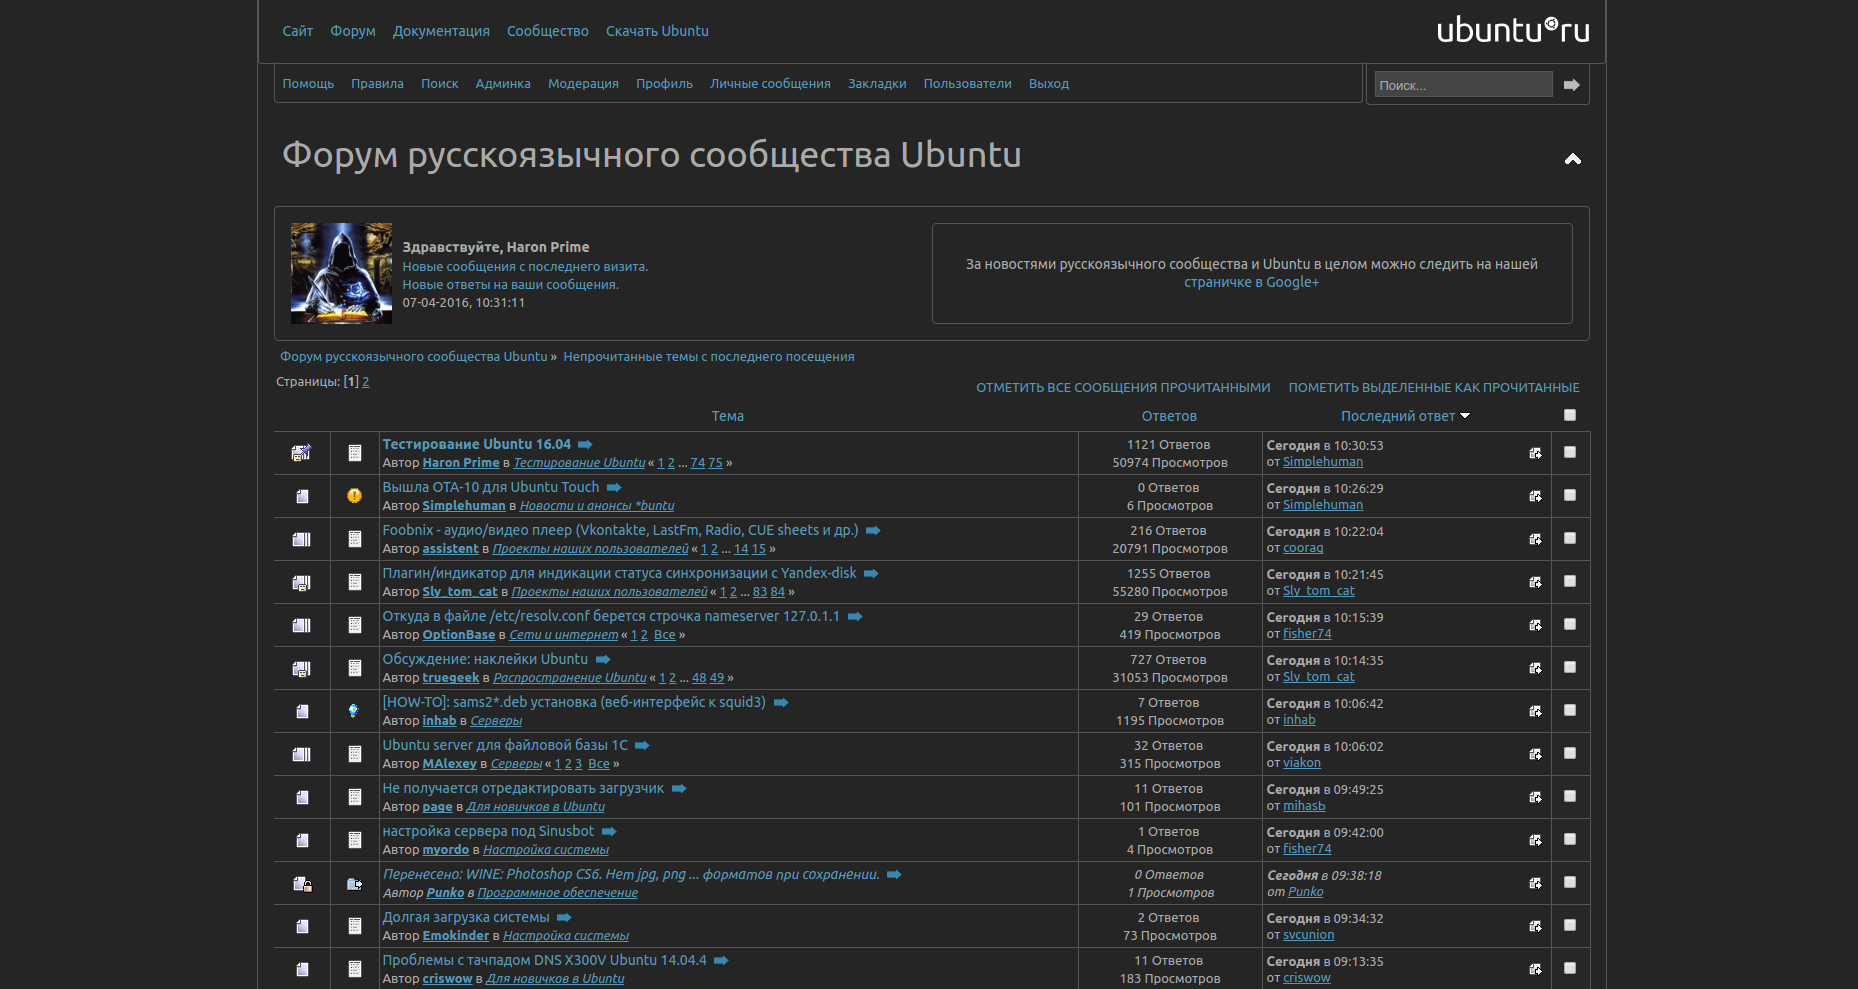 Сайт Форум Документация Сообщество Скачать Ubuntu
ubuntu ru
Помощь Правила Поиск Админка Модерация Профиль Личные сообщения Закладки Пользователи Выход
Поиск...
Форум русскоязычного сообщества Ubuntu
Здравствуйте, Haron Prime
Новые сообщения с последнего визита.
Новые ответы на ваши сообщения.
07-04-2016, 10:31:11
За новостями русскоязычного сообщества и Ubuntu в целом можно следить на нашей
страничке в Google+
Форум русскоязычного сообщества Ubuntu » Непрочитанные темы с последнего посещения
Страницы: [1] 2
ОТМЕТИТЬ ВСЕ СООБЩЕНИЯ ПРОЧИТАННЫМИ ПОМЕТИТЬ ВЫДЕЛЕННЫЕ КАК ПРОЧИТАННЫЕ
Тема Ответов Последний ответ
Тестирование Ubuntu 16.04 1121 Ответов Сегодня в 10:30:53
Автор Haron Prime в Тестирование Ubuntu « 1 2 ... 74 75 » 50974 Просмотров от Simplehuman
Вышла OTA-10 для Ubuntu Touch 0 Ответов Сегодня в 10:26:29
Автор Simplehuman в Новости и анонсы *buntu 6 Просмотров от Simplehuman
Foobnix - аудио/видео плеер (Vkontakte, LastFm, Radio, CUE sheets и др.) 216 Ответов Сегодня в 10:22:04
Автор assistent в Проекты наших пользователей « 1 2 ... 14 15 » 20791 Просмотров от cooraq
Плагин/индикатор для индикации статуса синхронизации с Yandex-disk 1255 Ответов Сегодня в 10:21:45
Автор Sly_tom_cat в Проекты наших пользователей « 1 2 ... 83 84 » 55280 Просмотров от Sly_tom_cat
Откуда в файле /etc/resolv.conf берется строчка nameserver 127.0.1.1 29 Ответов Сегодня в 10:15:39
Автор OptionBase в Сети и интернет « 1 2 Все » 419 Просмотров от fisher74
Обсуждение: наклейки Ubuntu 727 Ответов Сегодня в 10:14:35
Автор truegeek в Распространение Ubuntu « 1 2 ... 48 49 » 31053 Просмотров от Sly_tom_cat
[HOW-TO]: sams2*.deb установка (веб-интерфейс к squid3) 7 Ответов Сегодня в 10:06:42
Автор inhab в Серверы 1195 Просмотров от inhab
Ubuntu server для файловой базы 1С 32 Ответов Сегодня в 10:06:02
Автор MAlexey в Серверы « 1 2 3 Все » 315 Просмотров от viakon
Не получается отредактировать загрузчик 11 Ответов Сегодня в 09:49:25
Автор page в Для новичков в Ubuntu 101 Просмотров от mihasЬ
настройка сервера под Sinusbot 1 Ответов Сегодня в 09:42:00
Автор myordo в Настройка системы 4 Просмотров от fisher74
Перенесено: WINE: Photoshop CS6. Нет jpg, png ... форматов при сохранении. 0 Ответов Сегодня в 09:38:18
Автор Punko в Программное обеспечение 1 Просмотров от Punko
Долгая загрузка системы 2 Ответов Сегодня в 09:34:32
Автор Emokinder в Настройка системы 73 Просмотров от svcunion
Проблемы с тачпадом DNS X300V Ubuntu 14.04.4 11 Ответов Сегодня в 09:13:35
Автор criswow в Для новичков в Ubuntu 183 Просмотров от criswow